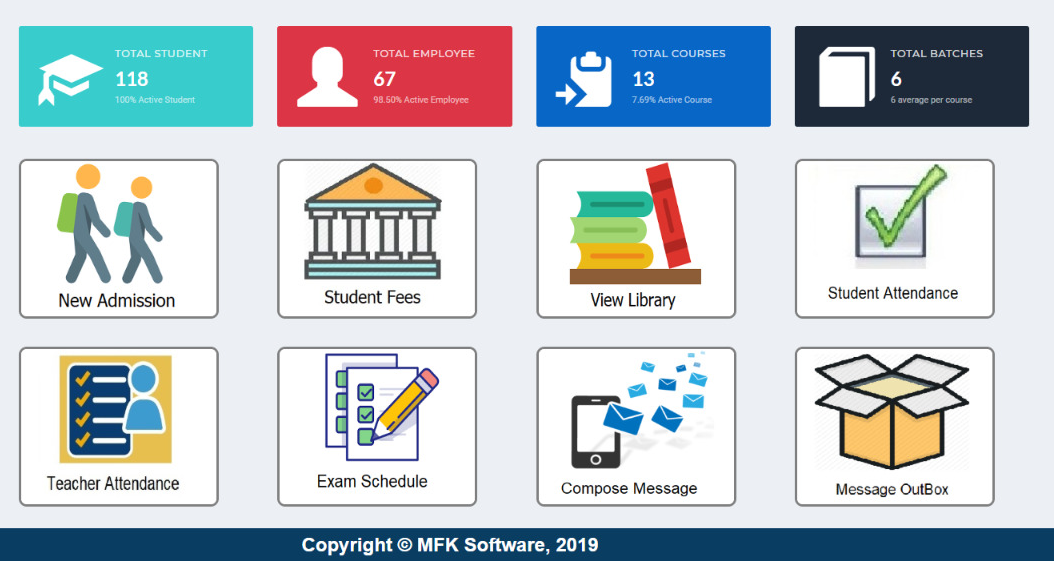 TOTAL STUDENT
118
100% Active Student
TOTAL EMPLOYEE
67
98.50% Active Employee
TOTAL COURSES
13
7.69% Active Course
TOTAL BATCHES
6
6 average per course
New Admission
Student Fees
View Library
Student Attendance
Teacher Attendance
Exam Schedule
Compose Message
Message OutBox
Copyright © MFK Software, 2019